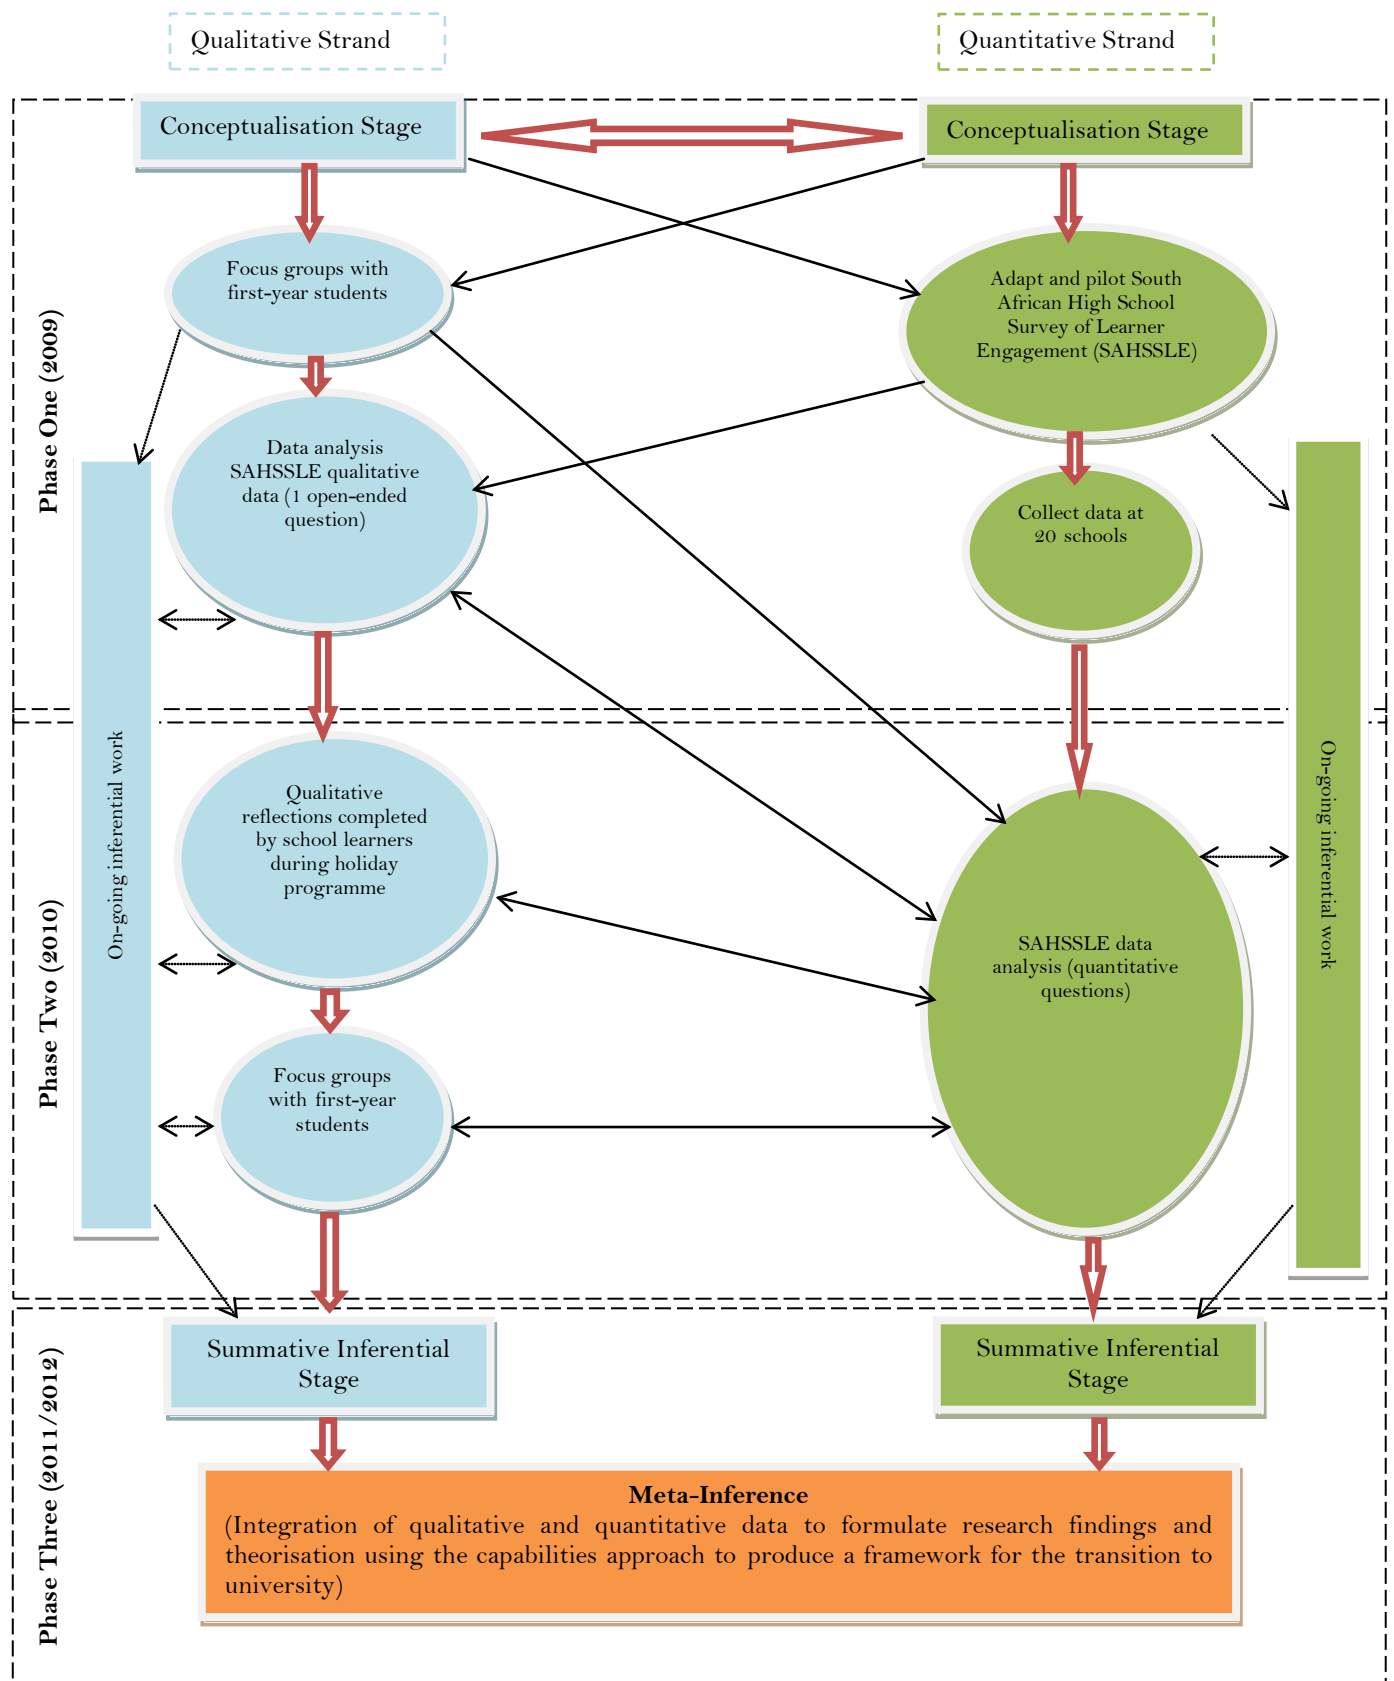 Qualitative Strand
Quantitative Strand
Conceptualisation Stage
Conceptualisation Stage
Phase One (2009)
Focus groups with
first-year students
Adapt and pilot South
African High School
Survey of Learner
Engagement (SAHSSLE)
Data analysis
SAHSSLE qualitative
data (1 open-ended
question)
Collect data at
20 schools
On-going inferential work
On-going inferential work
Phase Two (2010)
Qualitative
reflections completed
by school learners
during holiday
programme
SAHSSLE data
analysis (quantitative
questions)
Focus groups
with first-year
students
Phase Three (2011/2012)
Summative Inferential
Stage
Summative Inferential
Stage
Meta-Inference
(Integration of qualitative and quantitative data to formulate research findings and
theorisation using the capabilities approach to produce a framework for the transition to
university)